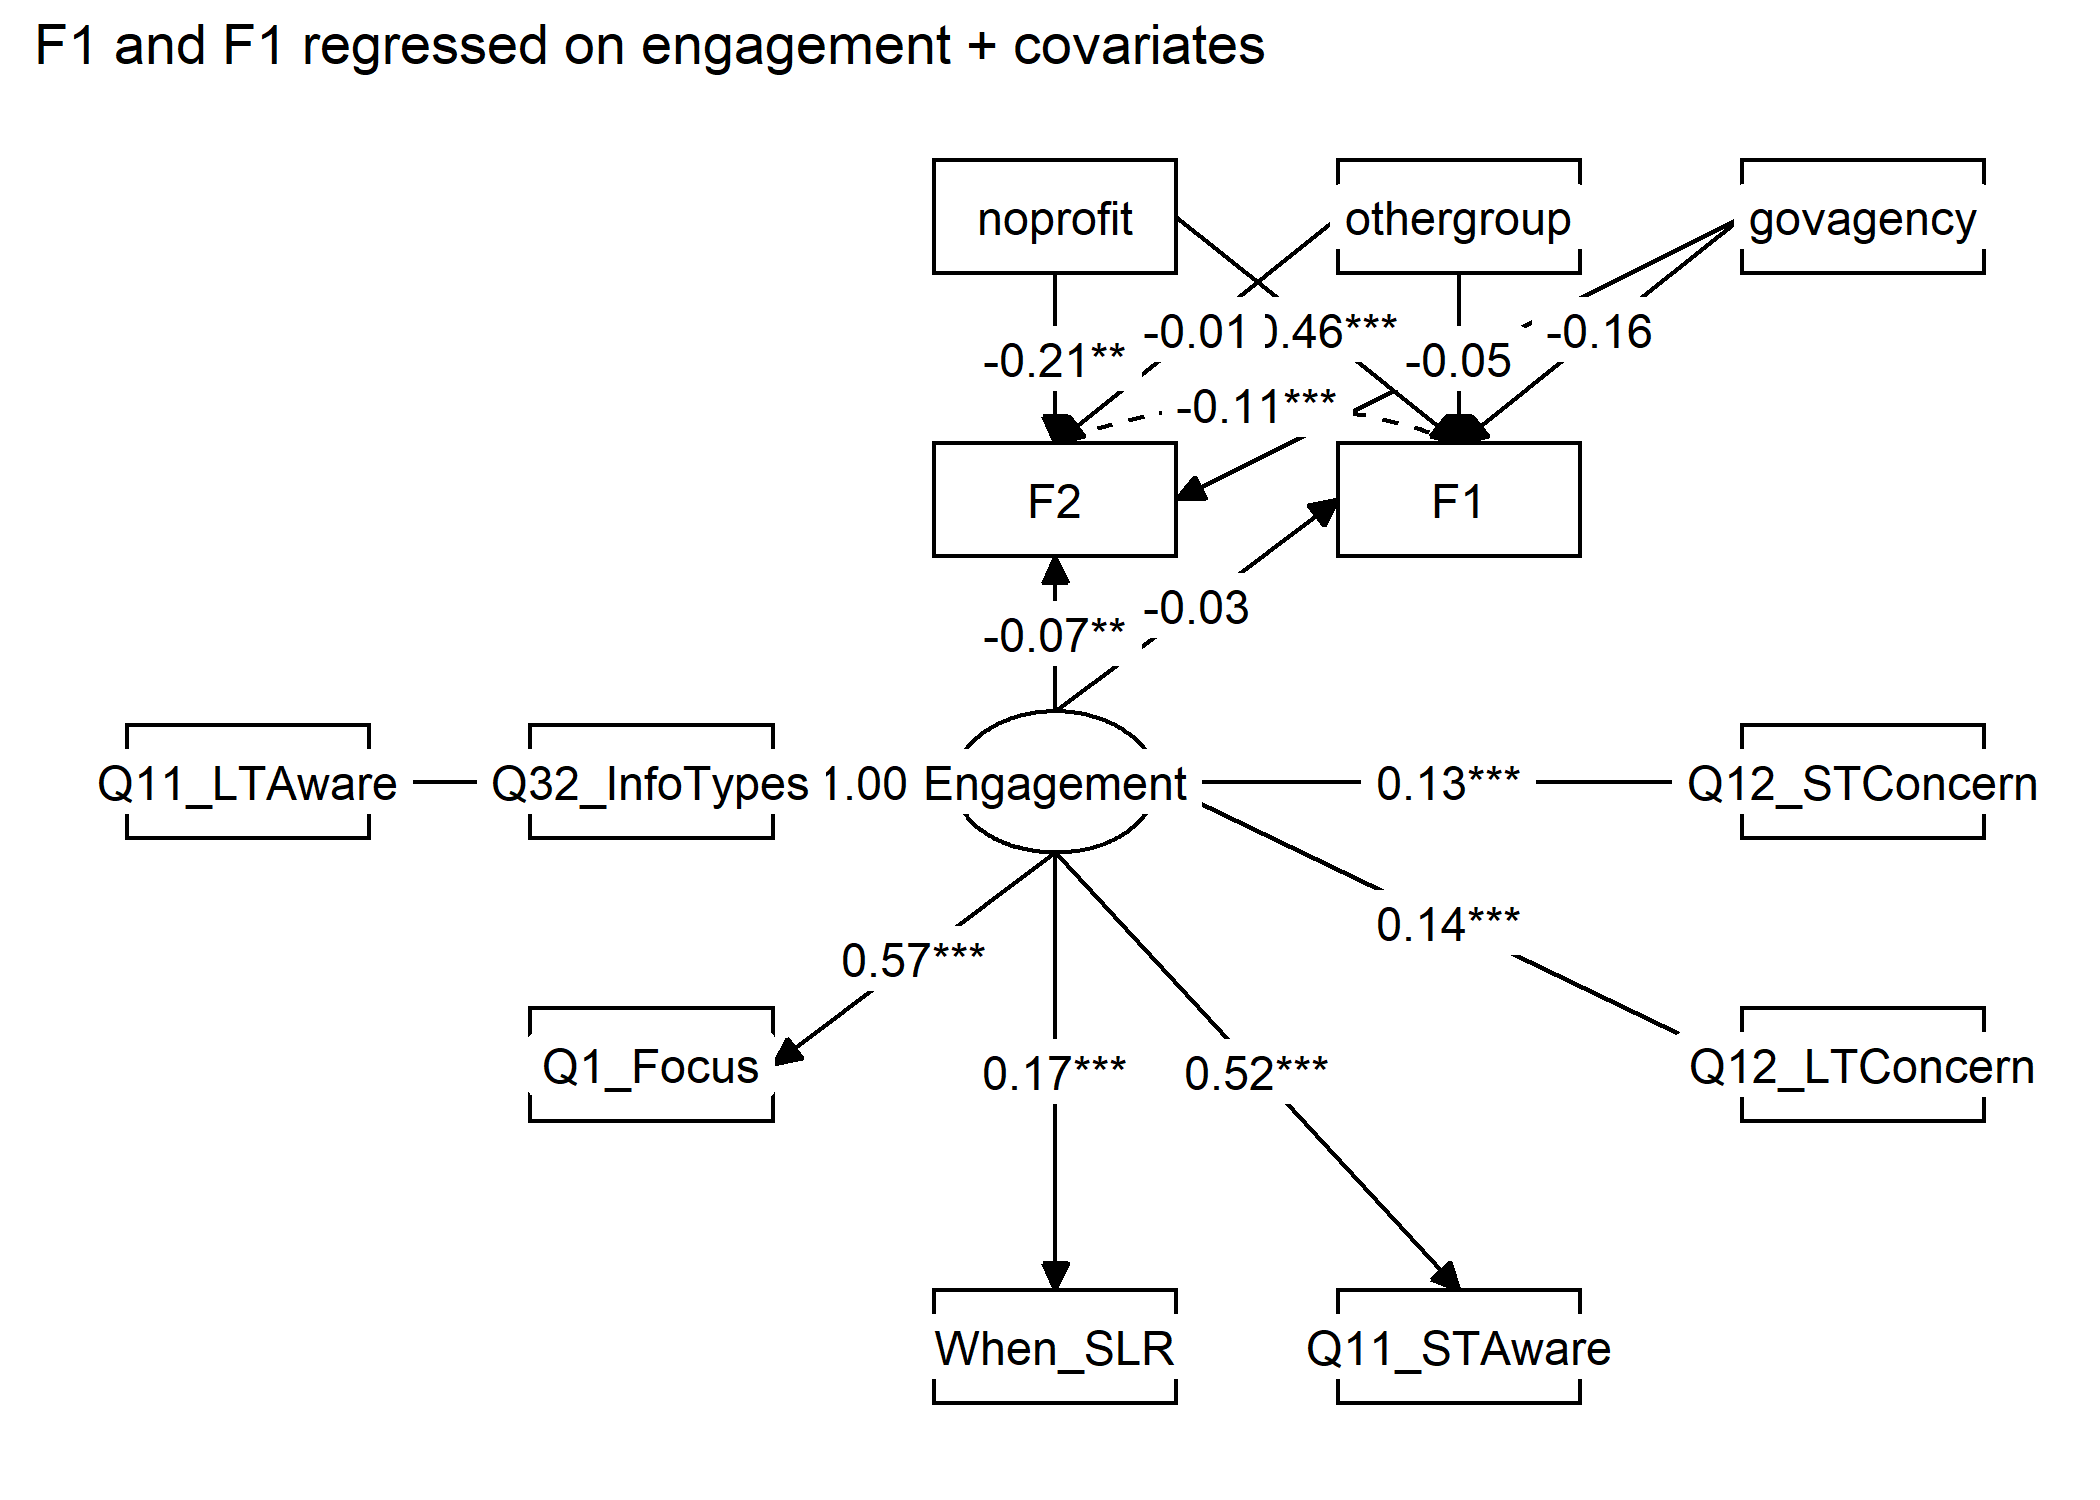 F1 and F1 regressed on engagement + covariates
noprofit
othergroup
govagency
-0.01
.46***
-0.16
-0.21**
-0.05
-0.11***
F2
F1
-0.03
-0.07**
Q11_LTAware
Q32_InfoTypes
1.00
Engagement
0.13***
Q12_STConcern
0.14***
0.57***
Q1_Focus
0.17***
0.52***
Q12_LTConcern
When_SLR
Q11_STAware